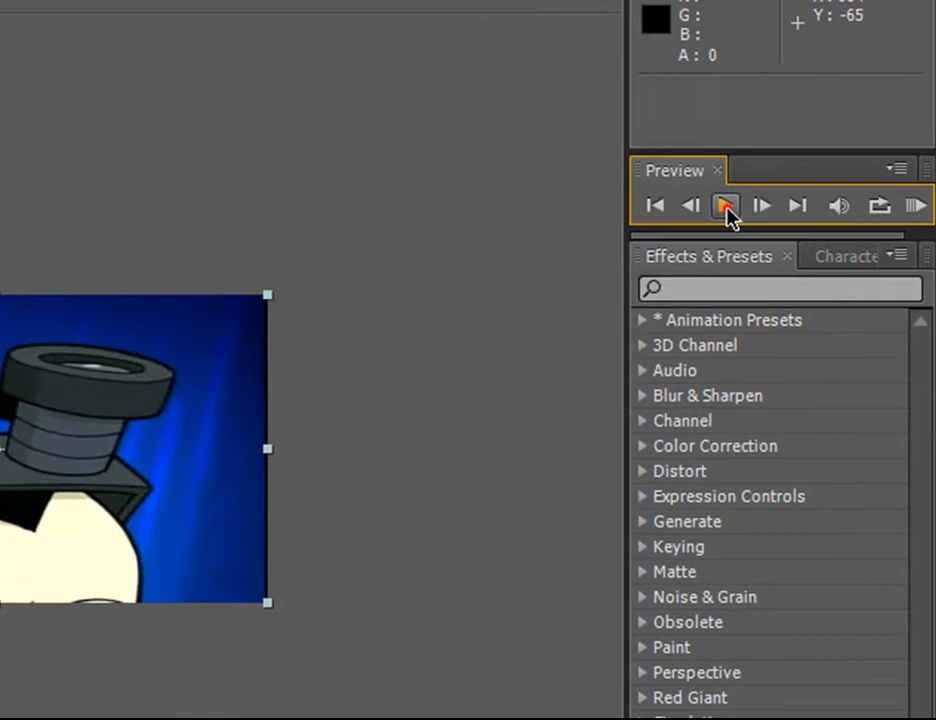 G :
B :
A : 0
Y : -65
Preview
Effects & Presets
Characte
* Animation Presets
3D Channel
Audio
Blur & Sharpen
Channel
Color Correction
Distort
Expression Controls
Generate
Keying
Matte
Noise & Grain
Obsolete
Paint
Perspective
Red Giant